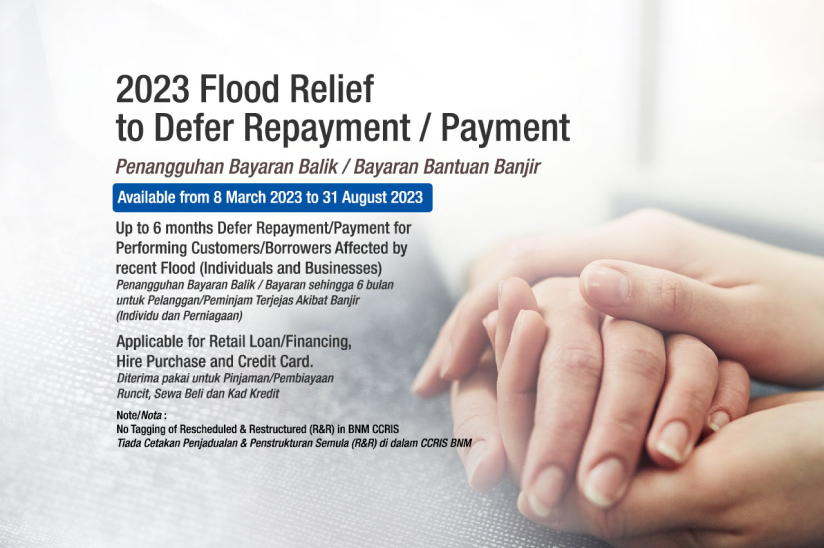 2023 Flood Relief
to Defer Repayment / Payment
Penangguhan Bayaran Balik / Bayaran Bantuan Banjir
Available from 8 March 2023 to 31 August 2023
Up to 6 months Defer Repayment/Payment for
Performing Customers/Borrowers Affected by
recent Flood (Individuals and Businesses)
Penangguhan Bayaran Balik / Bayaran sehingga 6 bulan
untuk Pelanggan/Peminjam Terjejas Akibat Banjir
(Individu dan Perniagaan)
Applicable for Retail Loan/Financing,
Hire Purchase and Credit Card.
Diterima pakai untuk Pinjaman/Pembiayaan
Runcit, Sewa Beli dan Kad Kredit
Note/Nota :
No Tagging of Rescheduled & Restructured (R&R) in BNM CCRIS
Tiada Cetakan Penjadualan & Penstrukturan Semula (R&R) di dalam CCRIS BNM